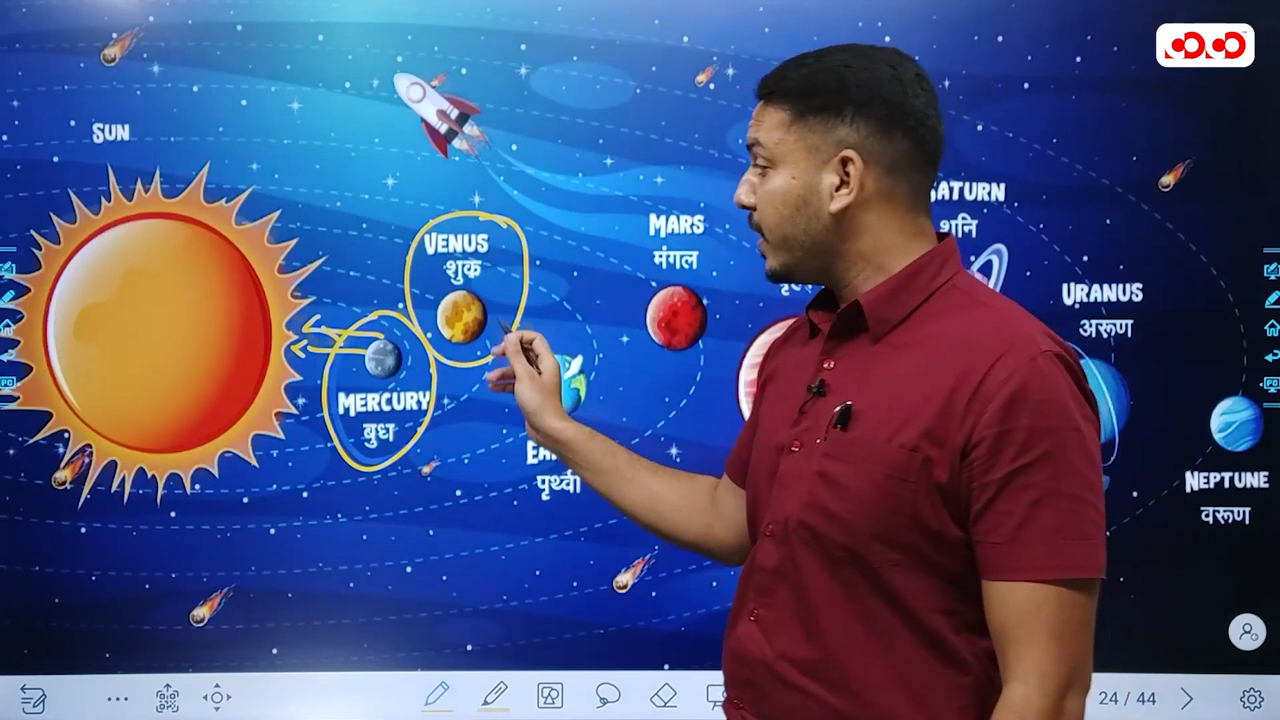 SUN
VENUS
शुक्र
MERCURY
बुध
पृथ्वी
MARS
मंगल
SATURN
शनि
URANUS
अरूण
NEPTUNE
वरूण
24 / 44